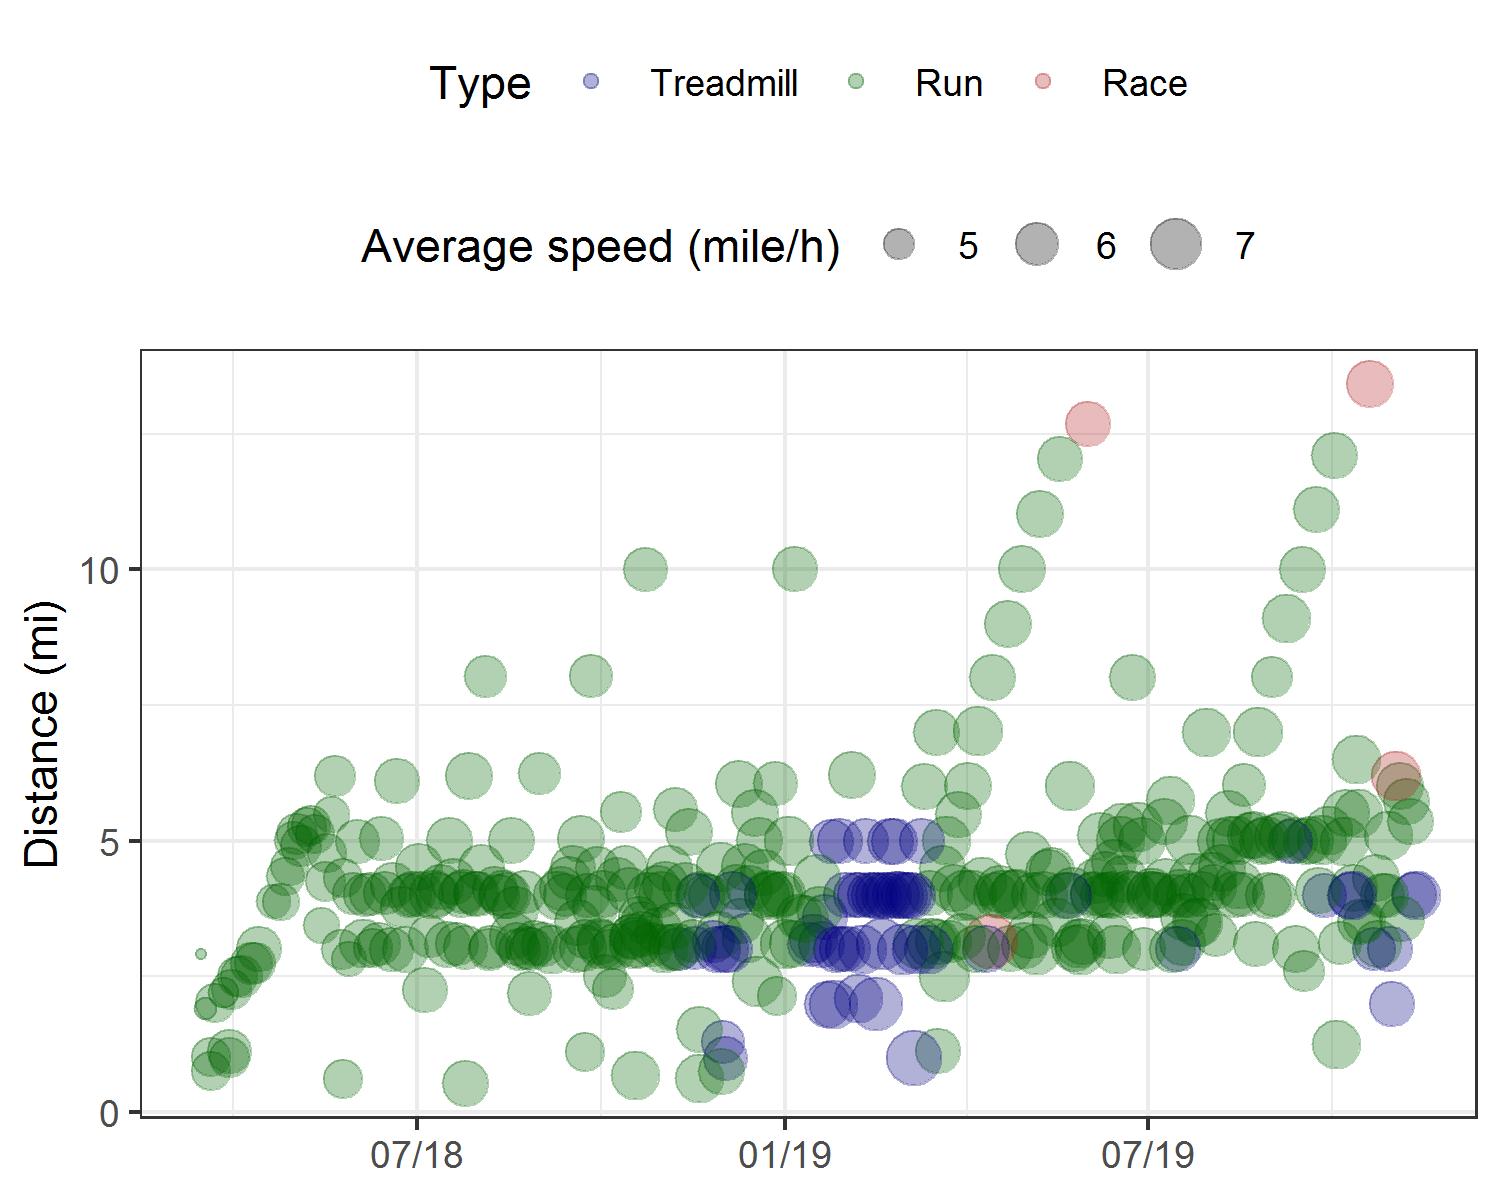 Type Treadmill Run Race
Average speed (mile/h) 5 6 7
Distance (mi)
10
5
0
07/18 01/19 07/19